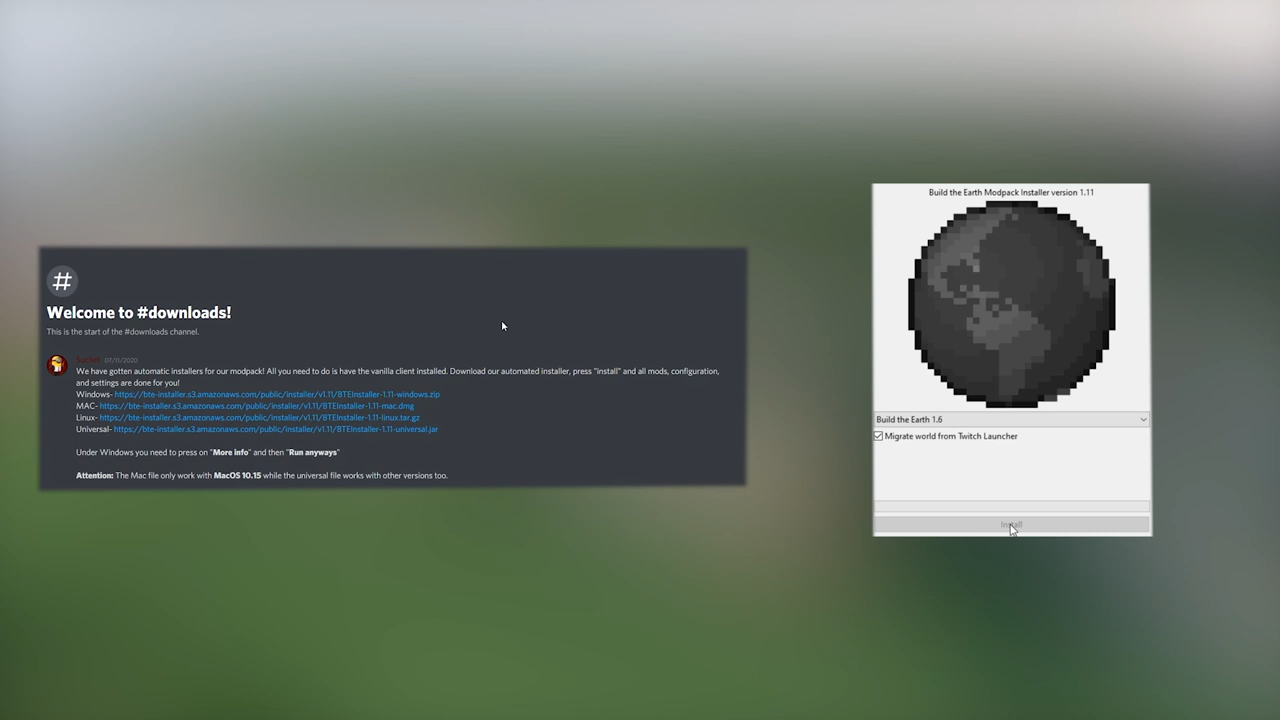 Welcome to #downloads!
This is the start of the #downloads channel.
07/11/2020
We have gotten automatic installers for our modpack! All you need to do is have the vanilla client installed. Download our automated installer, press "install" and all mods, configuration,
and settings are done for you!
Windows- https://bte-installer.s3.amazonaws.com/public/installer/v1.11/BTEInstaller-1.11-windows.zip
MAC- https://bte-installer.s3.amazonaws.com/public/installer/v1.11/BTEInstaller-1.11-mac.dmg
Linux- https://bte-installer.s3.amazonaws.com/public/installer/v1.11/BTEInstaller-1.11-linux.tar.gz
Universal- https://bte-installer.s3.amazonaws.com/public/installer/v1.11/BTEInstaller-1.11-universal.jar
Under Windows you need to press on "More info" and then "Run anyways"
Attention: The Mac file only work with MacOS 10.15 while the universal file works with other versions too.
Build the Earth Modpack Installer version 1.11
Build the Earth 1.6
Migrate world from Twitch Launcher
Install